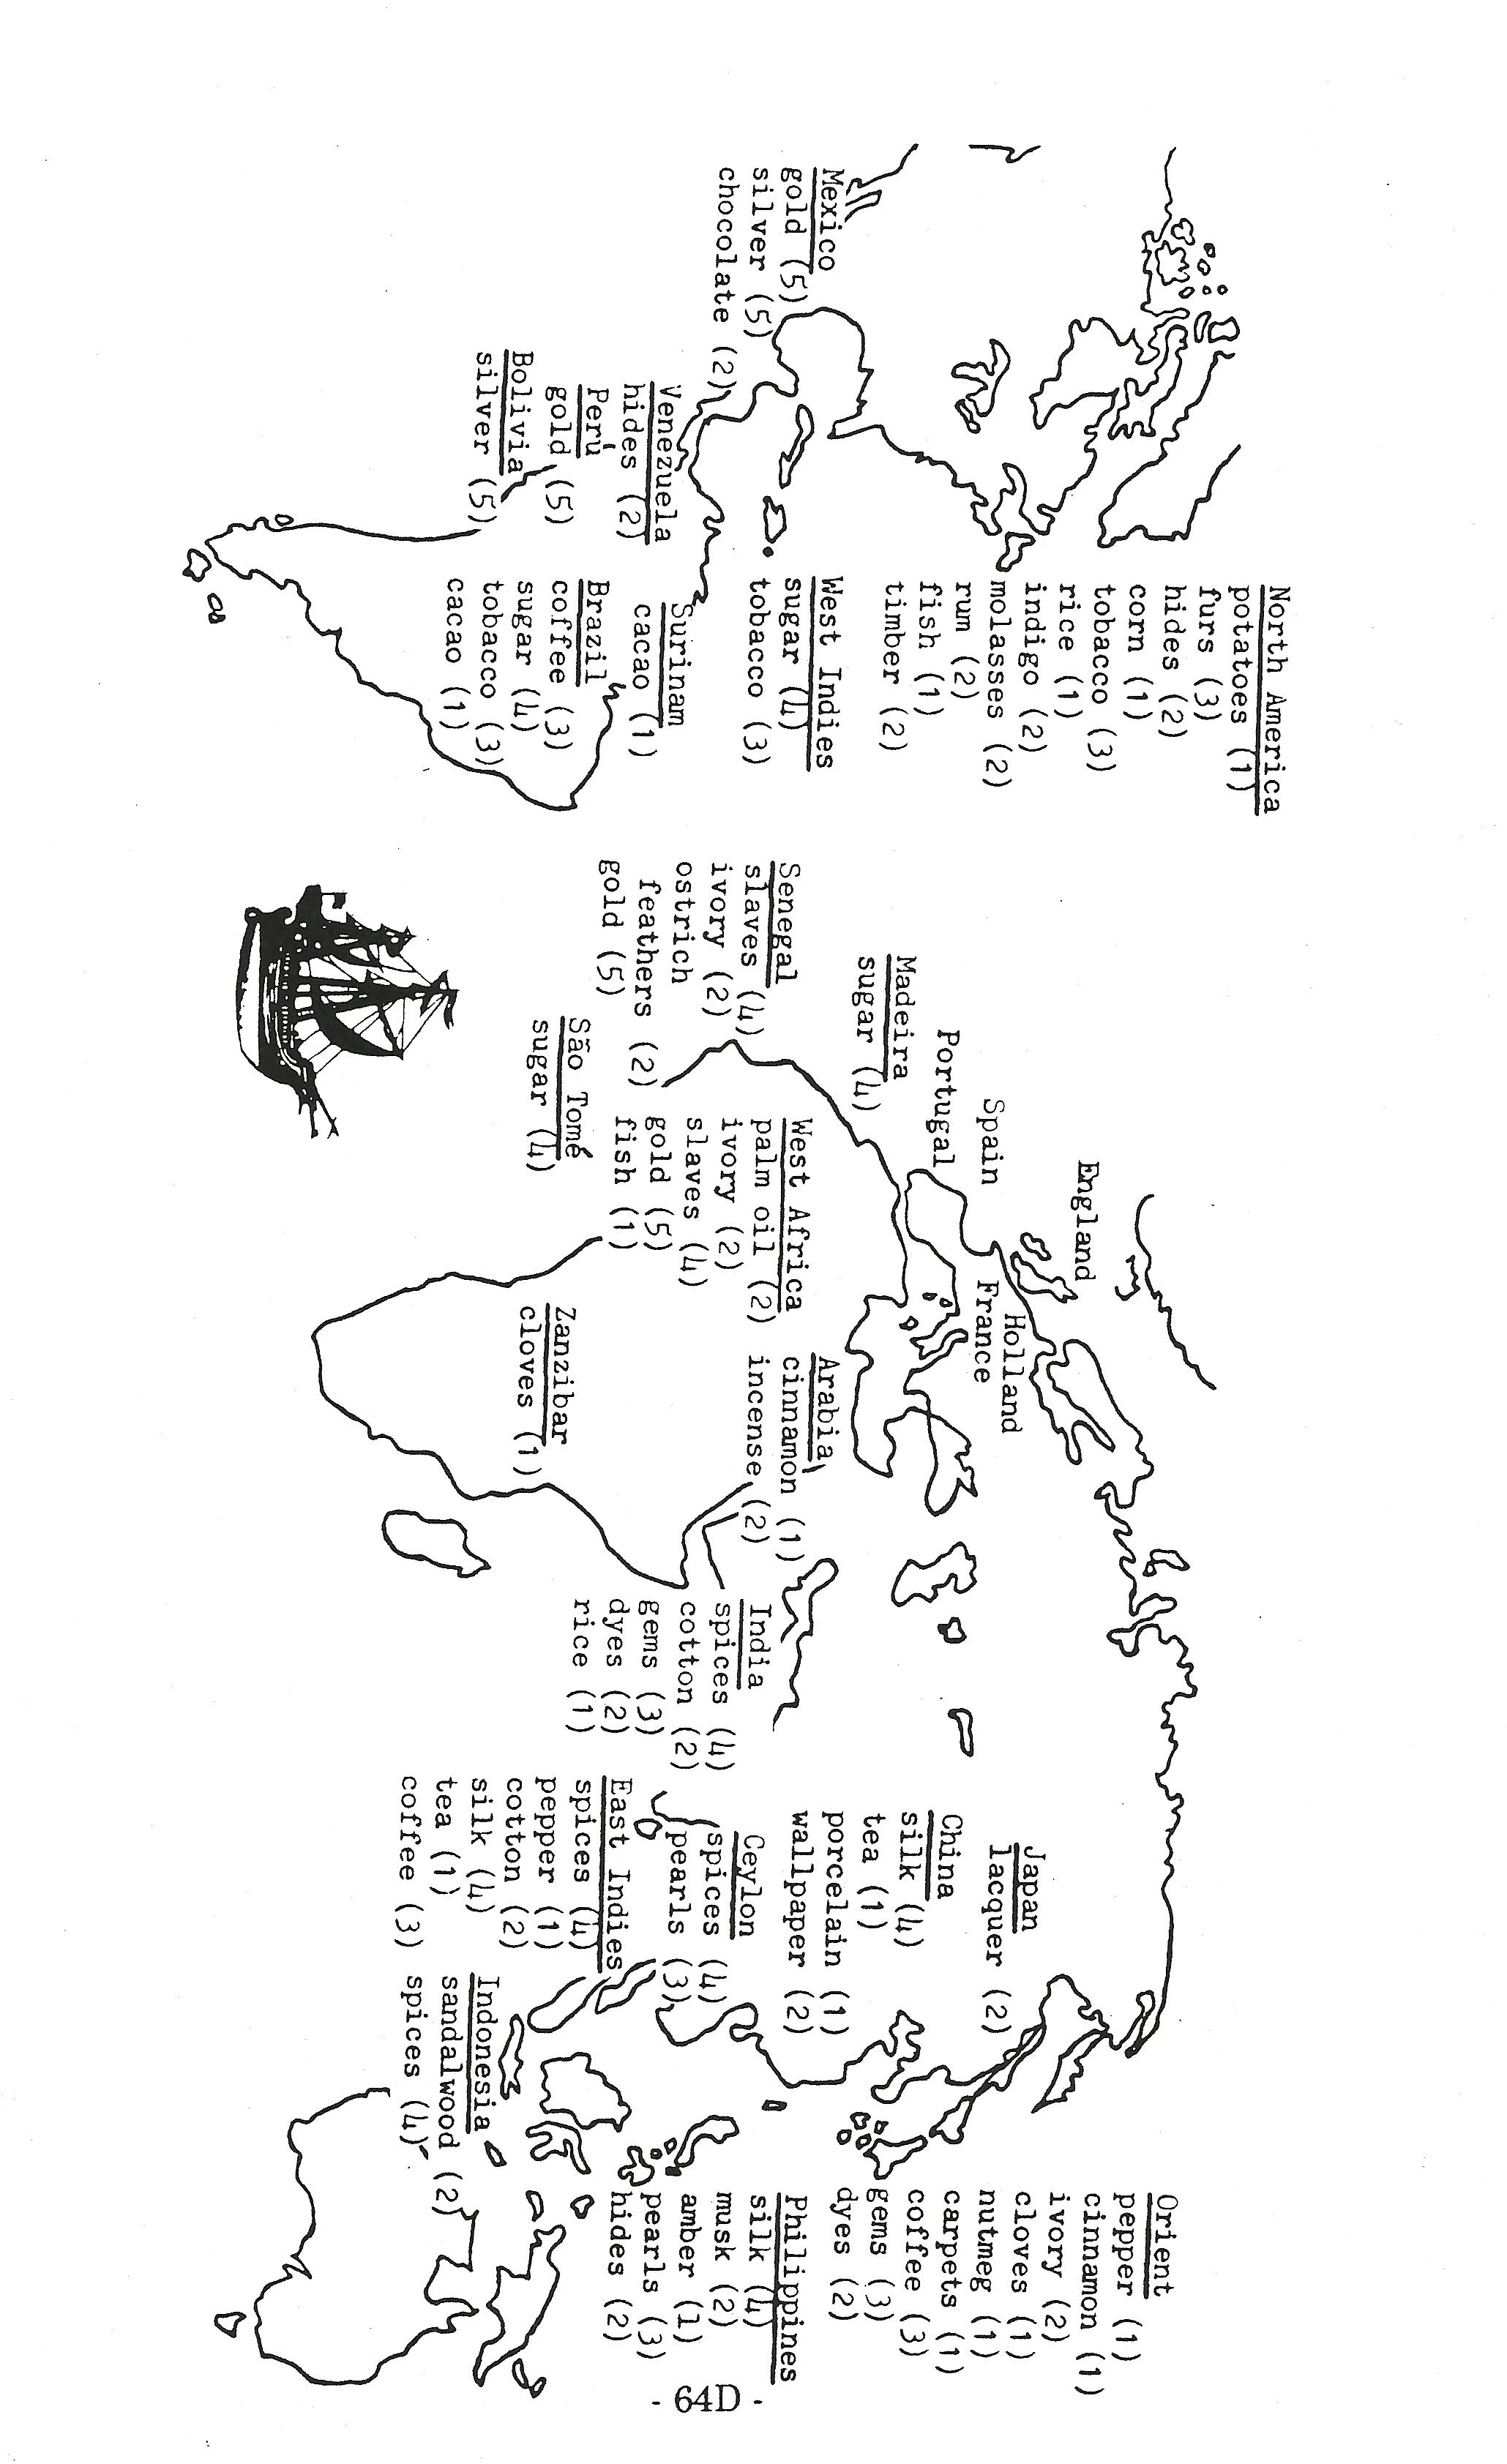 North America
potatoes (1)
furs (3)
hides (2)
corn (1)
tobacco (3)
rice (1)
indigo (2)
molasses (2)
rum (2)
fish (1)
timber (2)
Mexico
gold (5)
silver (5)
chocolate (2)
West Indies
sugar (4)
tobacco (3)
Venezuela
hides (2)
Perú
gold (5)
Bolivia
silver (5)
Surinam
cacao (1)
Brazil
coffee (3)
sugar (4)
tobacco (3)
cacao (1)
England
Spain
Portugal
Holland
France
Madeira
sugar (4)
Senegal
slaves (4)
ivory (2)
ostrich
feathers (2)
gold (5)
São Tomé
sugar (4)
West Africa
palm oil (2)
ivory (2)
slaves (4)
gold (5)
fish (1)
Arabia
cinnamon (1)
incense (2)
Zanzibar
cloves (1)
India
spices (4)
cotton (2)
gems (3)
dyes (2)
rice (1)
Japan
lacquer (2)
China
silk (4)
tea (1)
porcelain (1)
wallpaper (2)
Ceylon
spices (4)
pearls (3)
East Indies
spices (4)
pepper (1)
cotton (2)
silk (4)
tea (1)
coffee (3)
Indonesia
sandalwood (2)
spices (4)
Orient
pepper (1)
cinnamon (1)
ivory (2)
cloves (1)
nutmeg (1)
carpets (1)
coffee (3)
gems (3)
dyes (2)
Philippines
silk (4)
musk (2)
amber (1)
pearls (3)
hides (2)
- 64D -